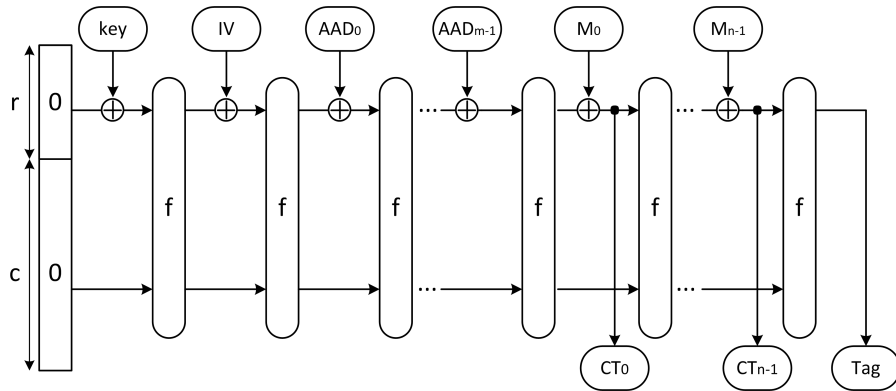 key IV AAD0 AADm-1 M0 Mn-1
r 0 ... ...
f f f f f f
c 0 ... ...
CT0 CTn-1 Tag